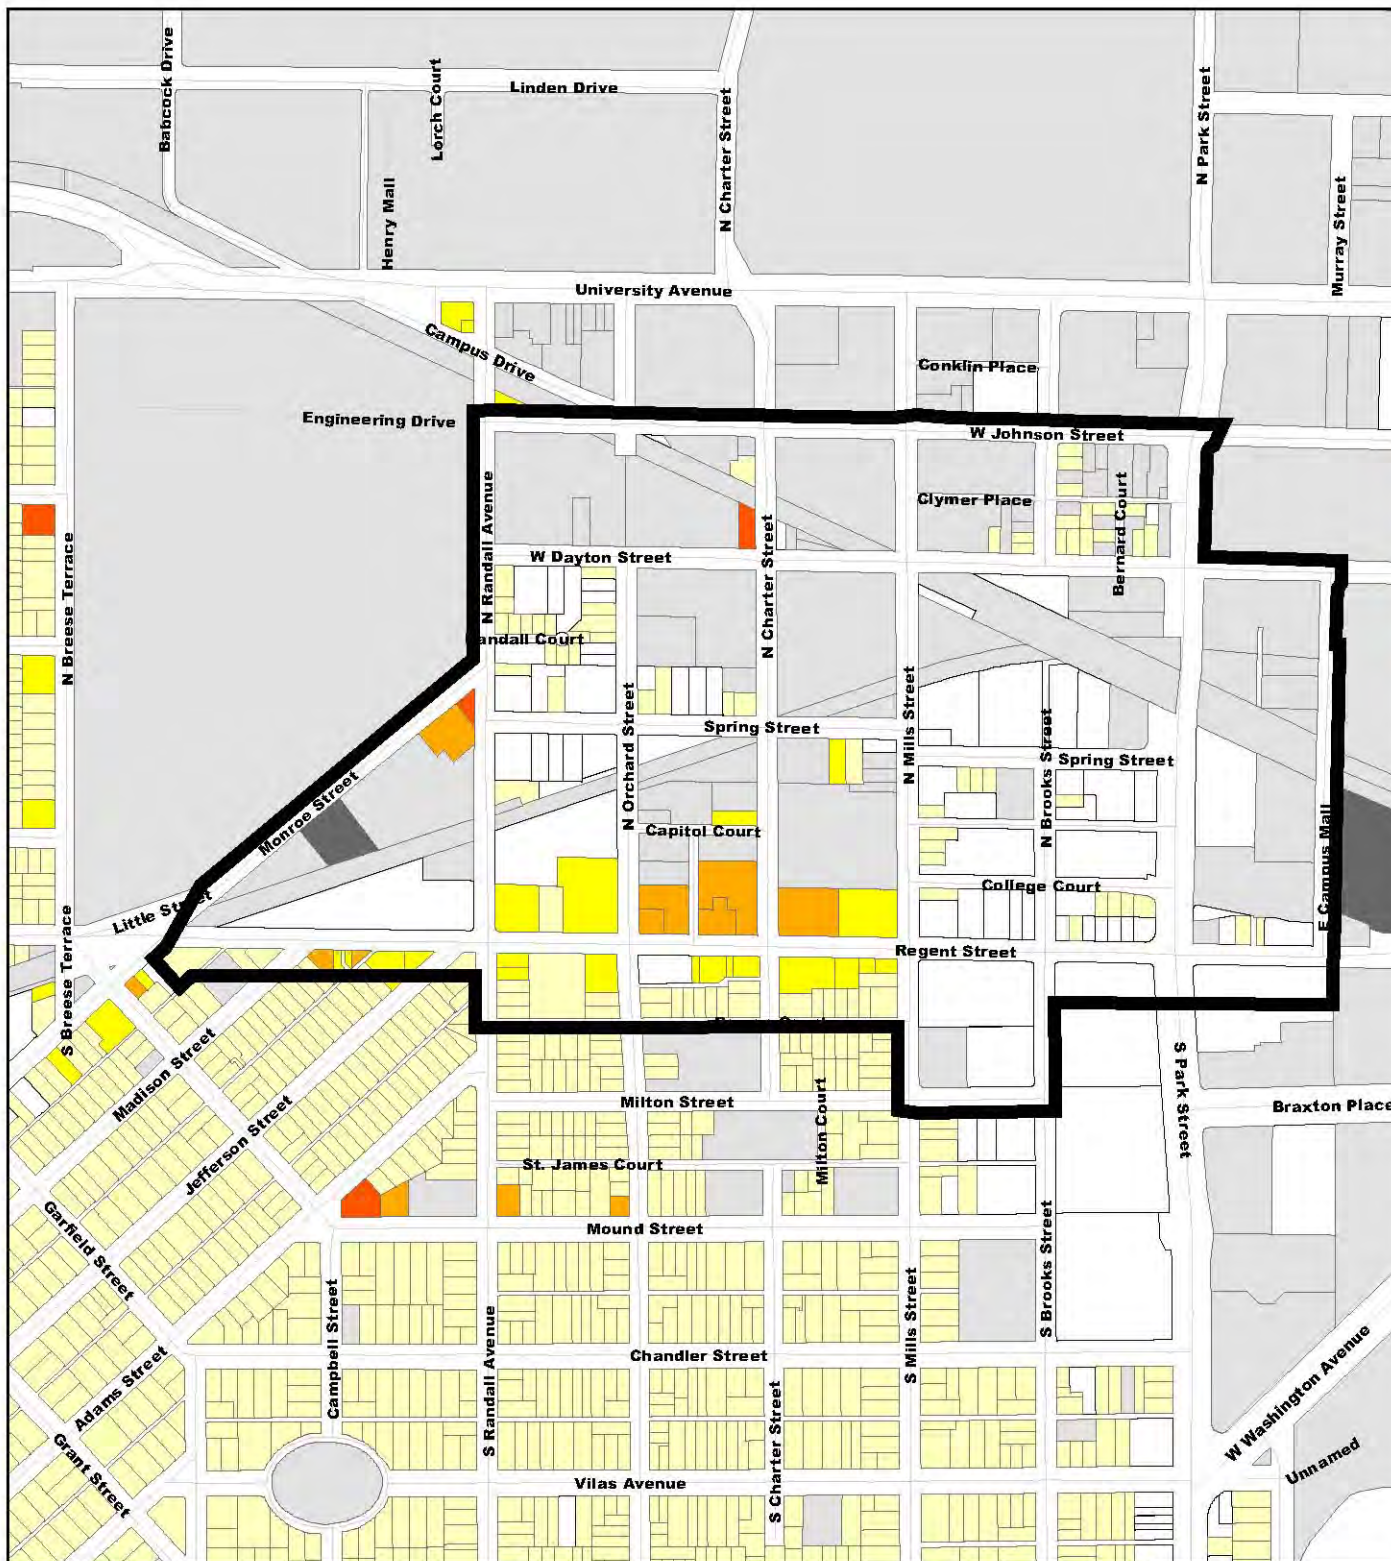 Babcock Drive
Lorch Court
Linden Drive
N Charter Street
N Park Street
Henry Mall
Murray Street
University Avenue
Campus Drive
Conklin Place
Engineering Drive
W Johnson Street
N Randall Avenue
Clymer Place
Bernard Court
W Dayton Street
N Charter Street
N Breese Terrace
andall Court
N Orchard Street
Spring Street
N Mills Street
N Brooks Street
Spring Street
Monroe Street
Capitol Court
E Campus Mall
College Court
Little Street
Regent Street
S Breese Terrace
Madison Street
S Park Street
Milton Street
Milton Court
Braxton Place
Jefferson Street
St. James Court
Garfield Street
Mound Street
Campbell Street
S Randall Avenue
S Mills Street
S Brooks Street
Chandler Street
Adams Street
S Charter Street
W Washington Avenue
Grant Street
Vilas Avenue
Unnamed